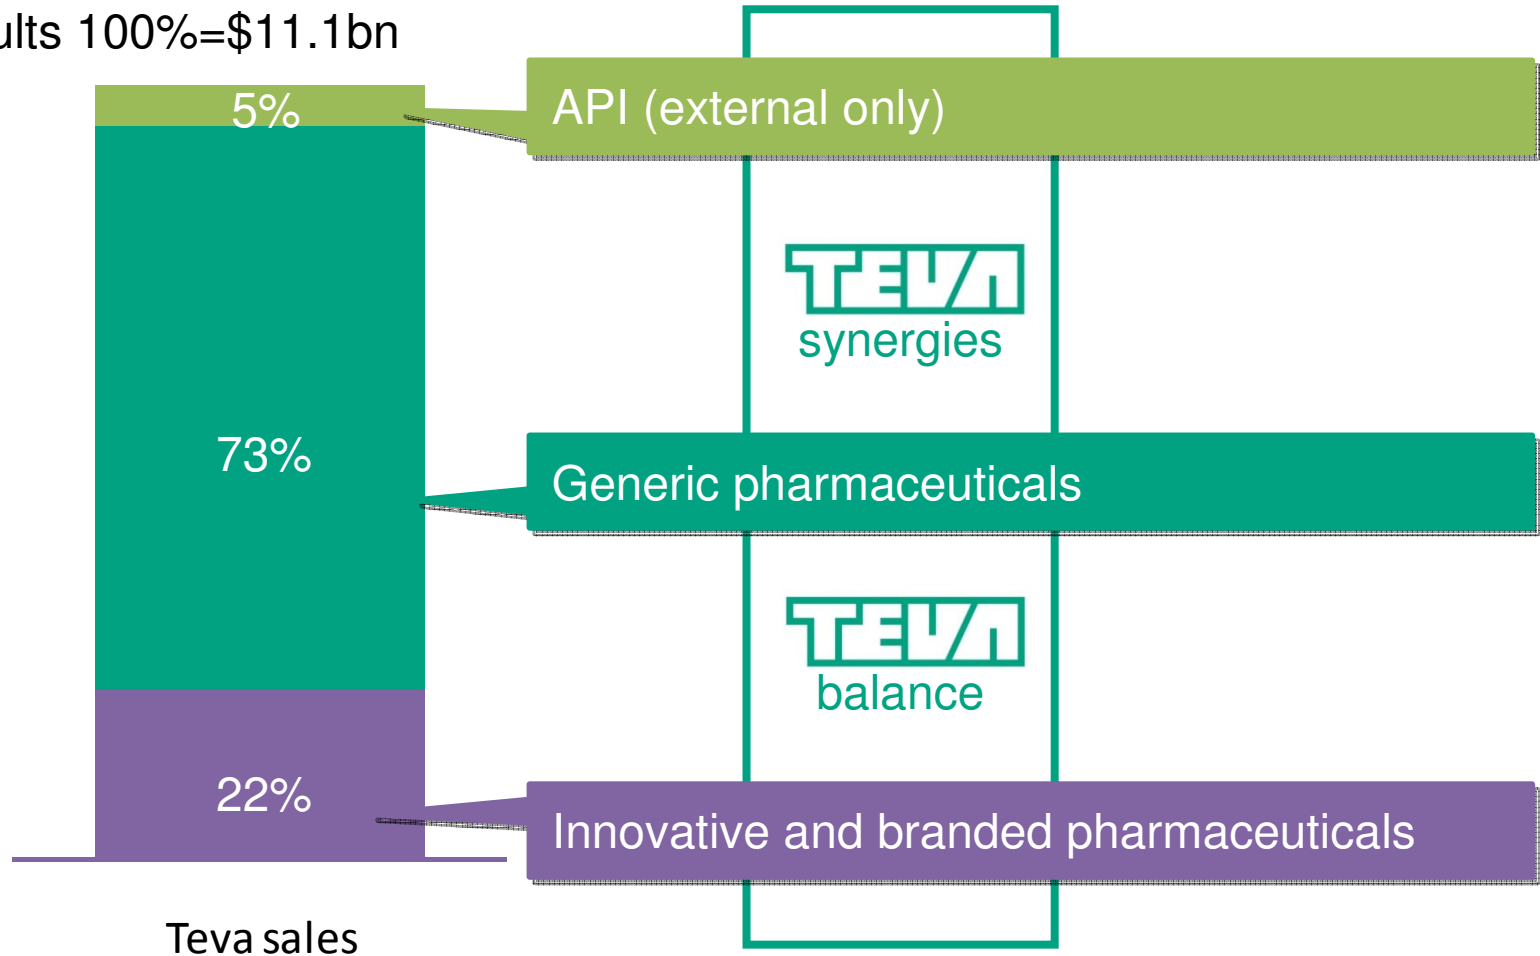 100%=$11.1bn
5%
API (external only)
TEVA
synergies
73%
Generic pharmaceuticals
TEVA
balance
22%
Innovative and branded pharmaceuticals
Teva sales